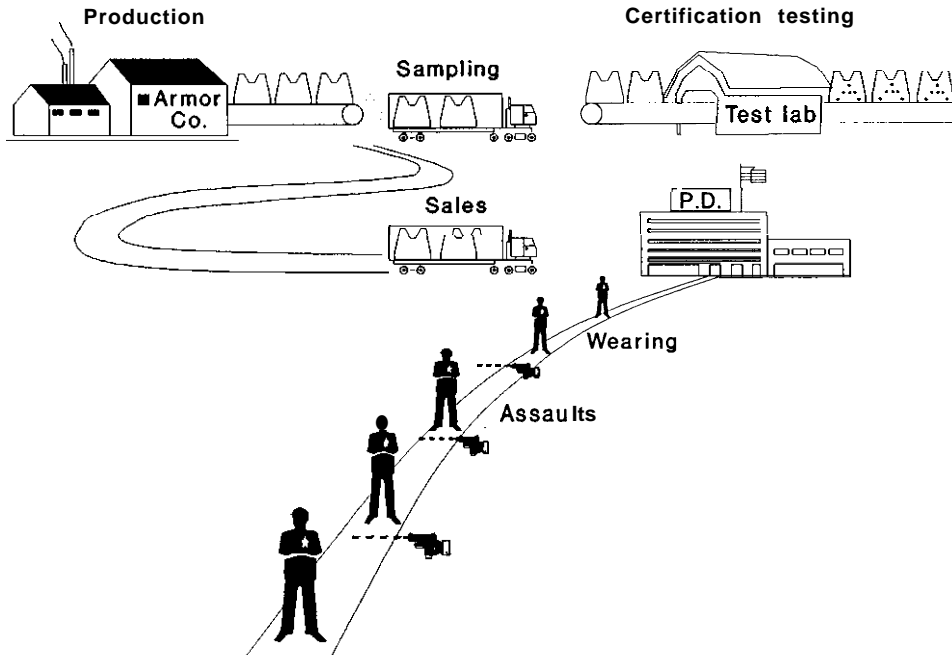 Production
Certification testing
Armor
Co.
Sampling
Test lab
Sales
P.D.
Wearing
Assaults